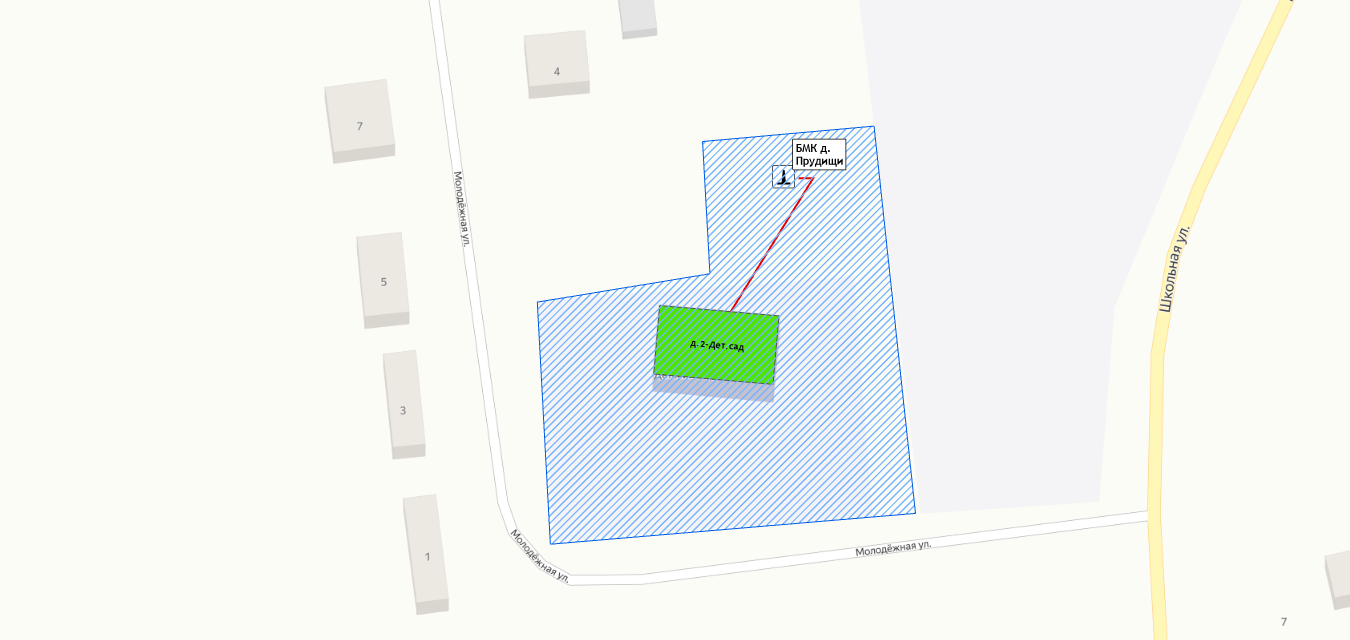 4
7
БМК д.
Прудищи
Молодёжная ул.
Школьная ул.
5
д.2-Дет.сад
3
Молодёжная ул.
Молодёжная ул.
1
7